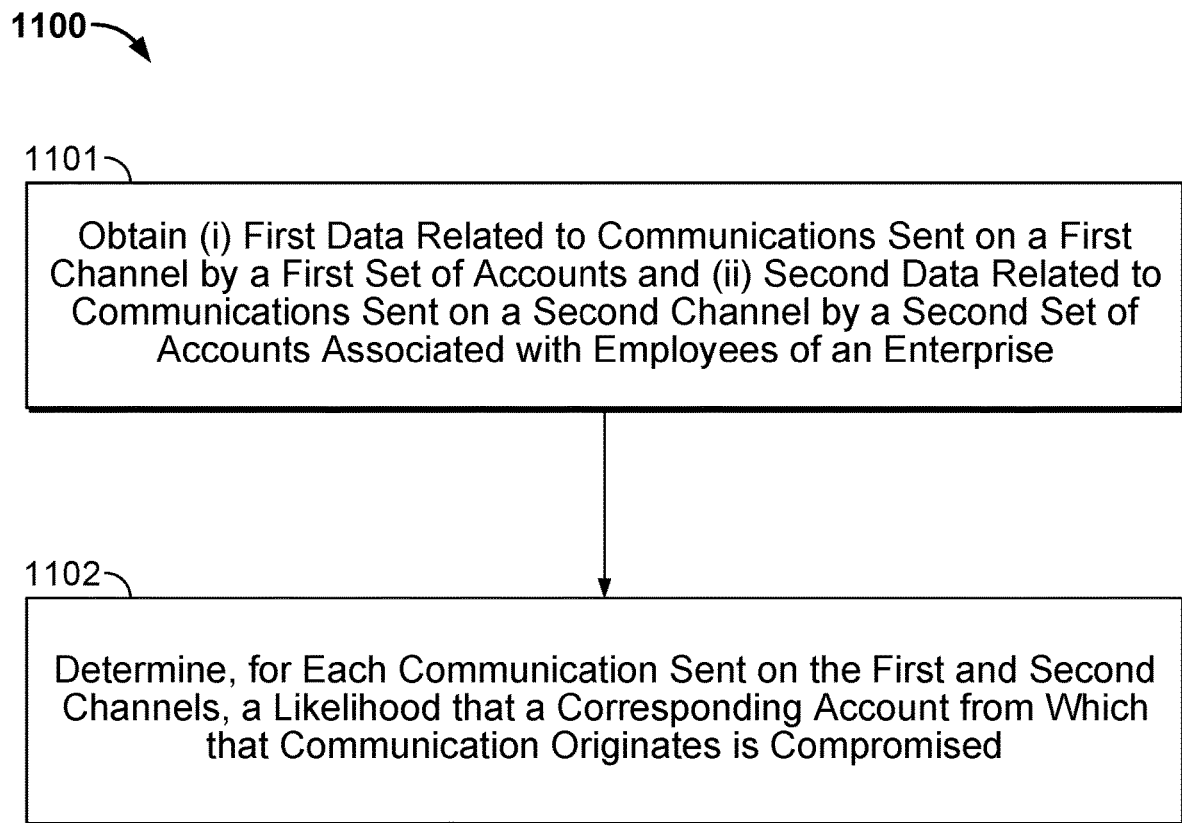 1100
1101
Obtain (i) First Data Related to Communications Sent on a First
Channel by a First Set of Accounts and (ii) Second Data Related to
Communications Sent on a Second Channel by a Second Set of
Accounts Associated with Employees of an Enterprise
1102
Determine, for Each Communication Sent on the First and Second
Channels, a Likelihood that a Corresponding Account from Which
that Communication Originates is Compromised